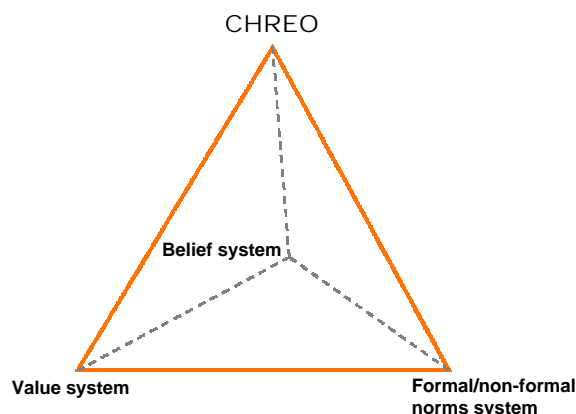 CHREO
Belief system
Value system
Formal/non-formal
norms system